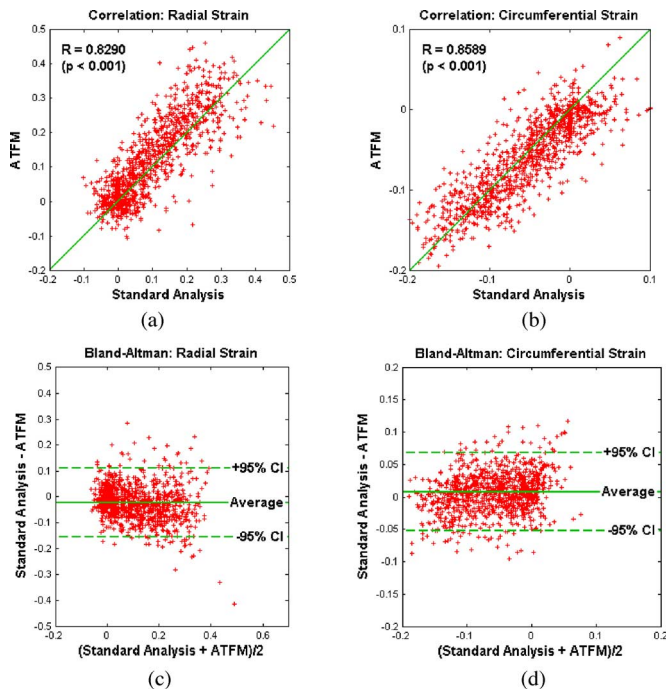 Correlation: Radial Strain
R = 0.8290
(p < 0.001)
0.5
0.4
0.3
0.2
0.1
0
-0.1
-0.2
ATFM
-0.2 -0.1 0 0.1 0.2 0.3 0.4 0.5
Standard Analysis
(a)
Correlation: Circumferential Strain
R = 0.8589
(p < 0.001)
0.1
0
-0.1
-0.2
ATFM
-0.2 -0.1 0 0.1
Standard Analysis
(b)
Bland-Altman: Radial Strain
0.5
0.4
0.3
0.2
0.1
0
-0.1
-0.2
-0.3
-0.4
-0.5
Standard Analysis - ATFM
+95% CI
Average
-95% CI
-0.2 0 0.2 0.4 0.6
(Standard Analysis + ATFM)/2
(c)
Bland-Altman: Circumferential Strain
0.2
0.15
0.1
0.05
0
-0.05
-0.1
-0.15
-0.2
Standard Analysis - ATFM
+95% CI
Average
-95% CI
-0.2 -0.1 0 0.1 0.2
(Standard Analysis + ATFM)/2
(d)